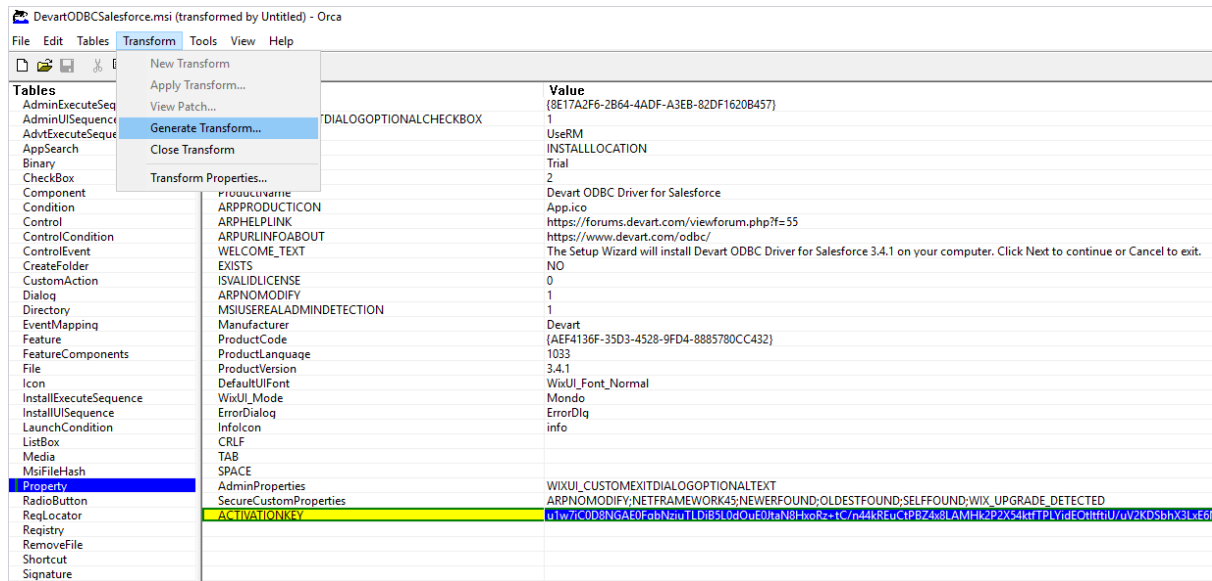 DevartODBCSalesforce.msi (transformed by Untitled) - Orca
File Edit Tables Transform Tools View Help
New Transform
Apply Transform...
View Patch...
Generate Transform...
Close Transform
Transform Properties...
Tables Value
AdminExecuteSeq {8E17A2F6-2B64-4ADF-A3EB-82DF1620B457}
AdminUISequence TDIALOGOPTIONALCHECKBOX 1
AdvtExecuteSeque UseRM
AppSearch INSTALLLOCATION
Binary Trial
CheckBox 2
Component ProductName Devart ODBC Driver for Salesforce
Condition ARPPRODUCTICON App.ico
Control ARPHELPLINK https://forums.devart.com/viewforum.php?f=55
ControlCondition ARPURLINFOABOUT https://www.devart.com/odbc/
ControlEvent WELCOME_TEXT The Setup Wizard will install Devart ODBC Driver for Salesforce 3.4.1 on your computer. Click Next to continue or Cancel to exit.
CreateFolder EXISTS NO
CustomAction ISVALIDLICENSE 0
Dialog ARPNOMODIFY 1
Directory MSIUSEREALADMINDETECTION 1
EventMapping Manufacturer Devart
Feature ProductCode {AEF4136F-35D3-4528-9FD4-8885780CC432}
FeatureComponents ProductLanguage 1033
File ProductVersion 3.4.1
Icon DefaultUIFont WixUI_Font_Normal
InstallExecuteSequence WixUI_Mode Mondo
InstallUISequence ErrorDialog ErrorDlg
LaunchCondition InfoIcon info
ListBox CRLF
Media TAB
MsiFileHash SPACE
Property AdminProperties WIXUI_CUSTOMEXITDIALOGOPTIONALTEXT
RadioButton SecureCustomProperties ARPNOMODIFY;NETFRAMEWORK45;NEWERFOUND;OLDESTFOUND;SELFFOUND;WIX_UPGRADE_DETECTED
RegLocator ACTIVATIONKEY
Registry
RemoveFile
Shortcut
Signature